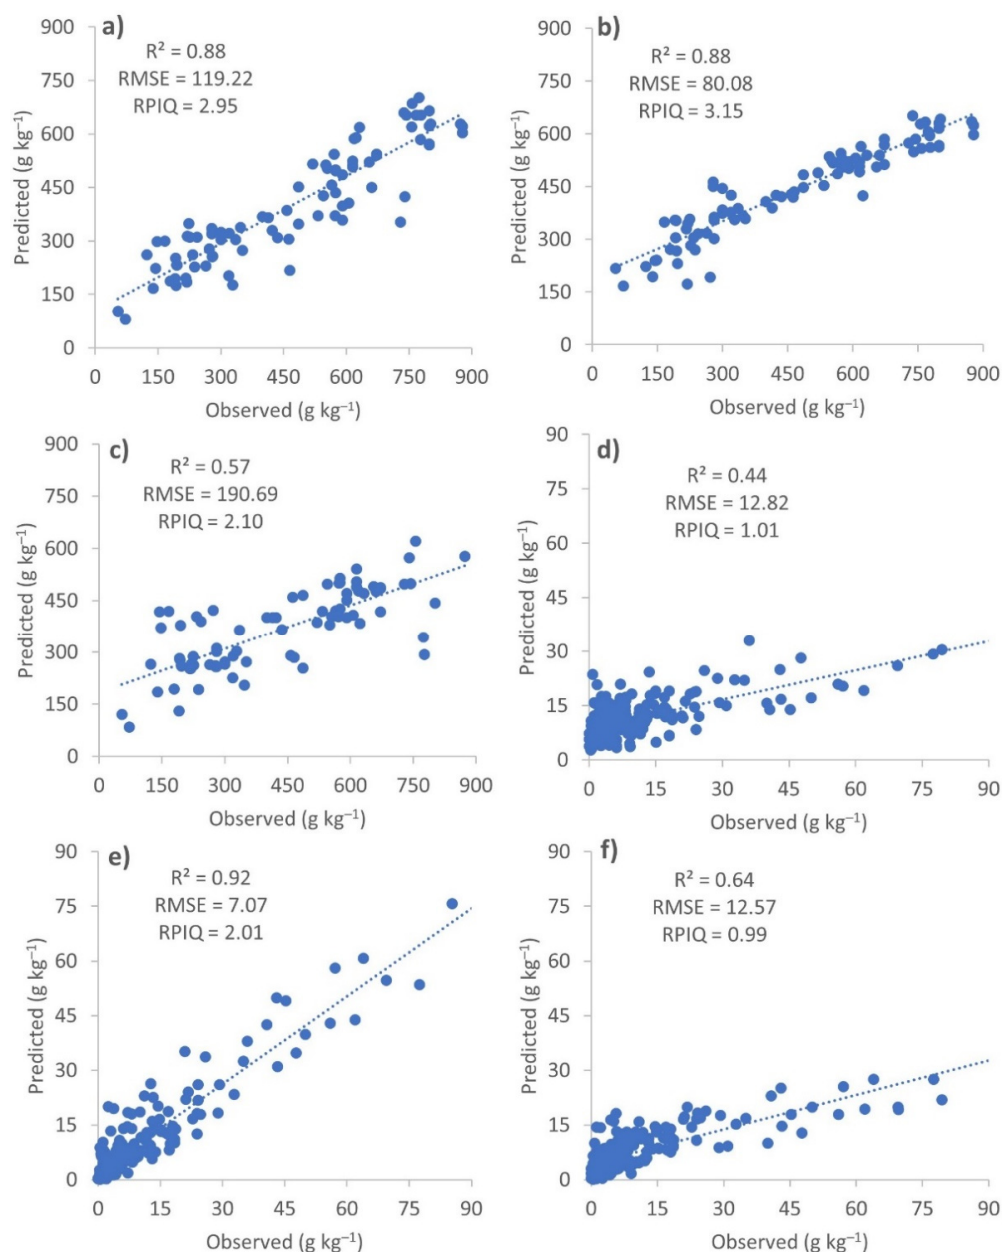 a)
R² = 0.88
RMSE = 119.22
RPIQ = 2.95
900
750
600
450
300
150
0
Predicted (g kg⁻¹)
0 150 300 450 600 750 900
Observed (g kg⁻¹)
b)
R² = 0.88
RMSE = 80.08
RPIQ = 3.15
900
750
600
450
300
150
0
Predicted (g kg⁻¹)
0 150 300 450 600 750 900
Observed (g kg⁻¹)
c)
R² = 0.57
RMSE = 190.69
RPIQ = 2.10
900
750
600
450
300
150
0
Predicted (g kg⁻¹)
0 150 300 450 600 750 900
Observed (g kg⁻¹)
d)
R² = 0.44
RMSE = 12.82
RPIQ = 1.01
90
75
60
45
30
15
0
Predicted (g kg⁻¹)
0 15 30 45 60 75 90
Observed (g kg⁻¹)
e)
R² = 0.92
RMSE = 7.07
RPIQ = 2.01
90
75
60
45
30
15
0
Predicted (g kg⁻¹)
0 15 30 45 60 75 90
Observed (g kg⁻¹)
f)
R² = 0.64
RMSE = 12.57
RPIQ = 0.99
90
75
60
45
30
15
0
Predicted (g kg⁻¹)
0 15 30 45 60 75 90
Observed (g kg⁻¹)